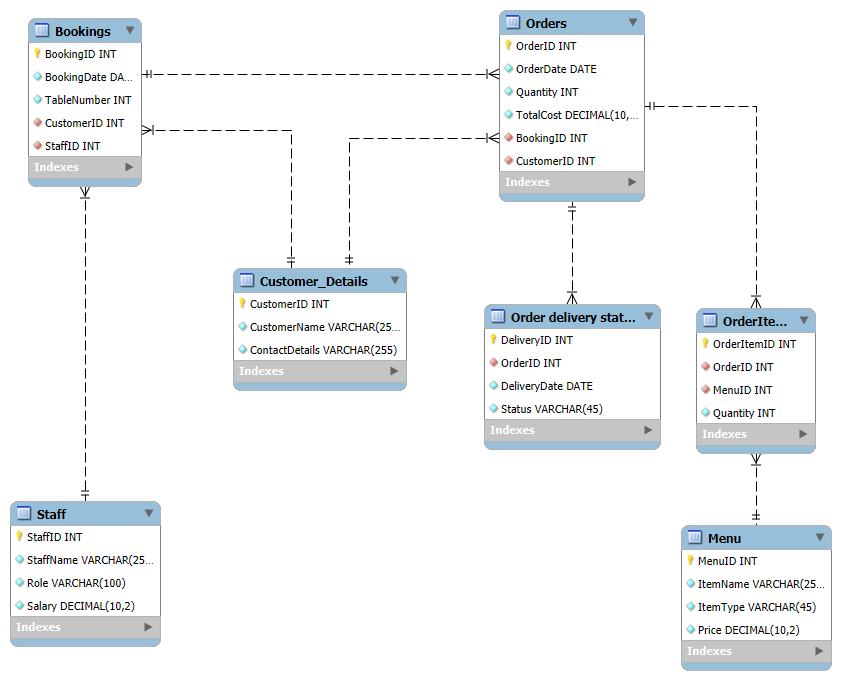 Bookings
BookingID INT
BookingDate DA...
TableNumber INT
CustomerID INT
StaffID INT
Indexes
Orders
OrderID INT
OrderDate DATE
Quantity INT
TotalCost DECIMAL(10,...
BookingID INT
CustomerID INT
Indexes
Customer_Details
CustomerID INT
CustomerName VARCHAR(25...
ContactDetails VARCHAR(255)
Indexes
Order delivery stat...
DeliveryID INT
OrderID INT
DeliveryDate DATE
Status VARCHAR(45)
Indexes
OrderIte...
OrderItemID INT
OrderID INT
MenuID INT
Quantity INT
Indexes
Staff
StaffID INT
StaffName VARCHAR(25...
Role VARCHAR(100)
Salary DECIMAL(10,2)
Indexes
Menu
MenuID INT
ItemName VARCHAR(25...
ItemType VARCHAR(45)
Price DECIMAL(10,2)
Indexes